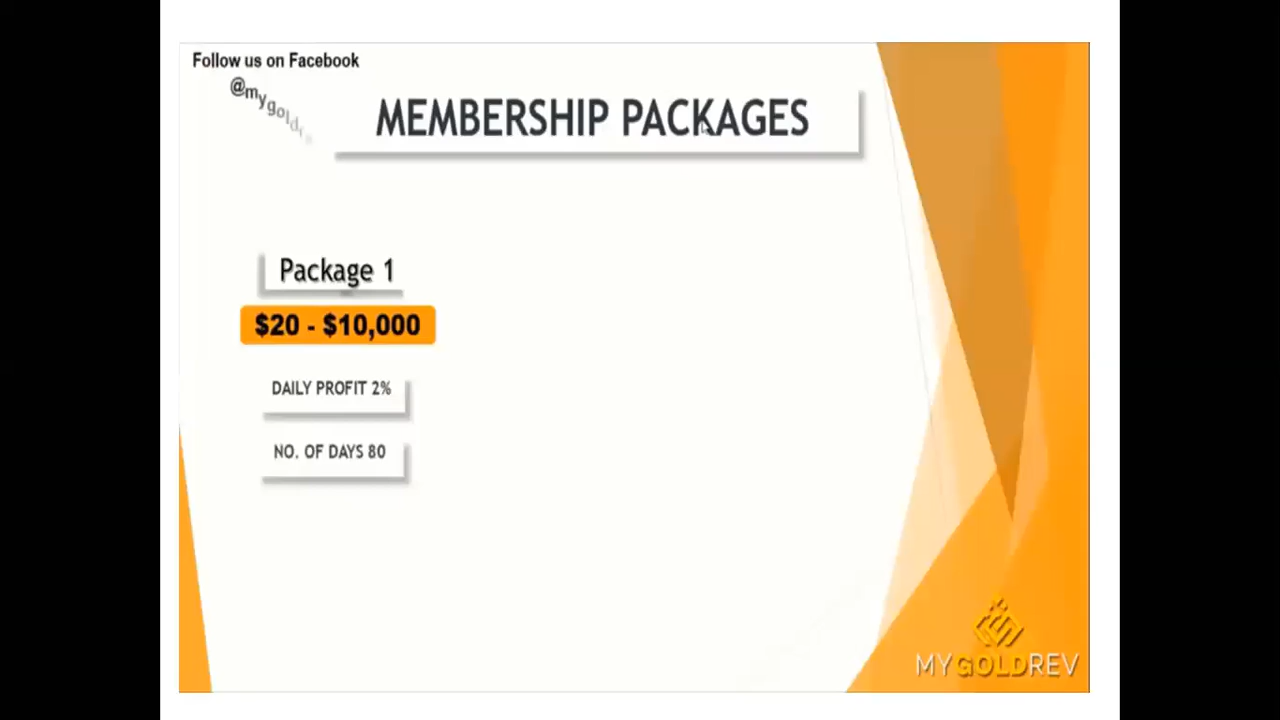 Follow us on Facebook
@mygold
MEMBERSHIP PACKAGES
Package 1
$20 - $10,000
DAILY PROFIT 2%
NO. OF DAYS 80
MYGOLDREV